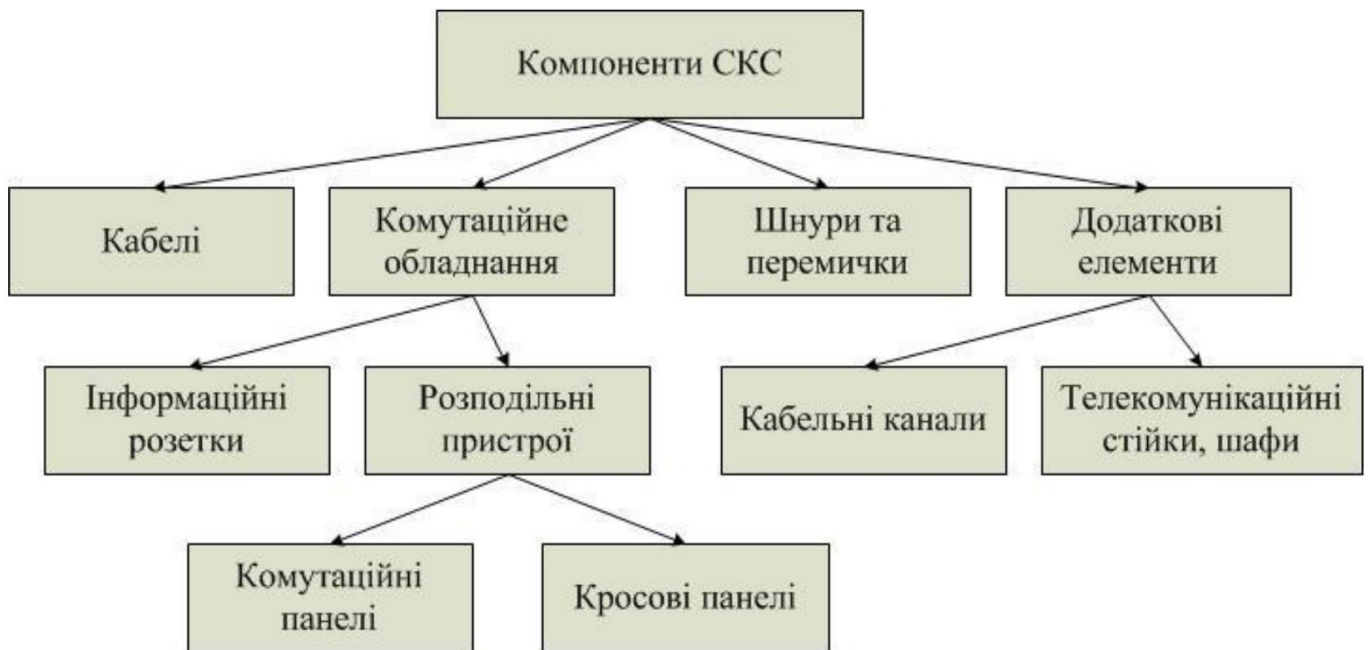 Компоненти СКС
Кабелі
Комутаційне
обладнання
Шнури та
перемички
Додаткові
елементи
Інформаційні
розетки
Розподільні
пристрої
Кабельні канали
Телекомунікаційні
стійки, шафи
Комутаційні
панелі
Кросові панелі